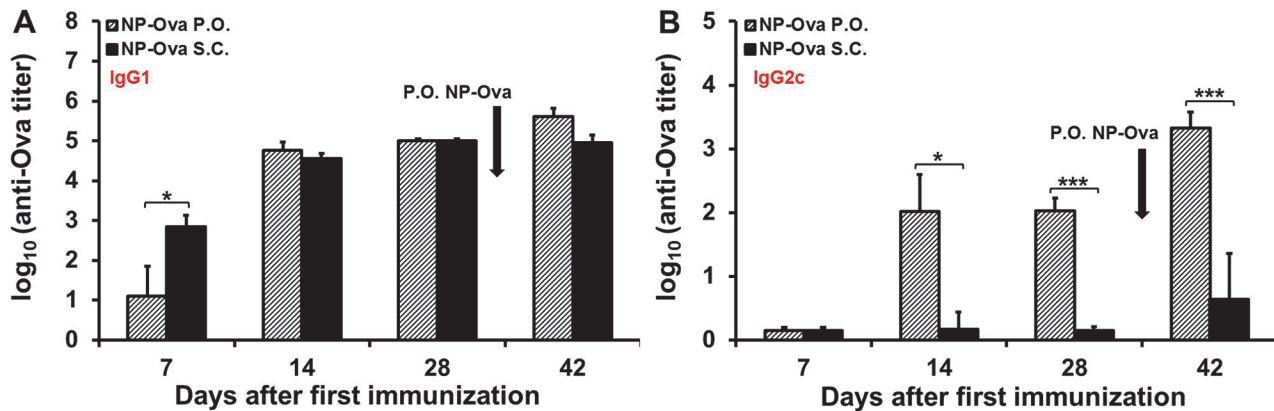 A
NP-Ova P.O.
NP-Ova S.C.
IgG1
P.O. NP-Ova
*
log10 (anti-Ova titer)
8
7
6
5
4
3
2
1
0
7 14 28 42
Days after first immunization
B
NP-Ova P.O.
NP-Ova S.C.
IgG2c
P.O. NP-Ova
*
***
***
log10 (anti-Ova titer)
5
4
3
2
1
0
7 14 28 42
Days after first immunization